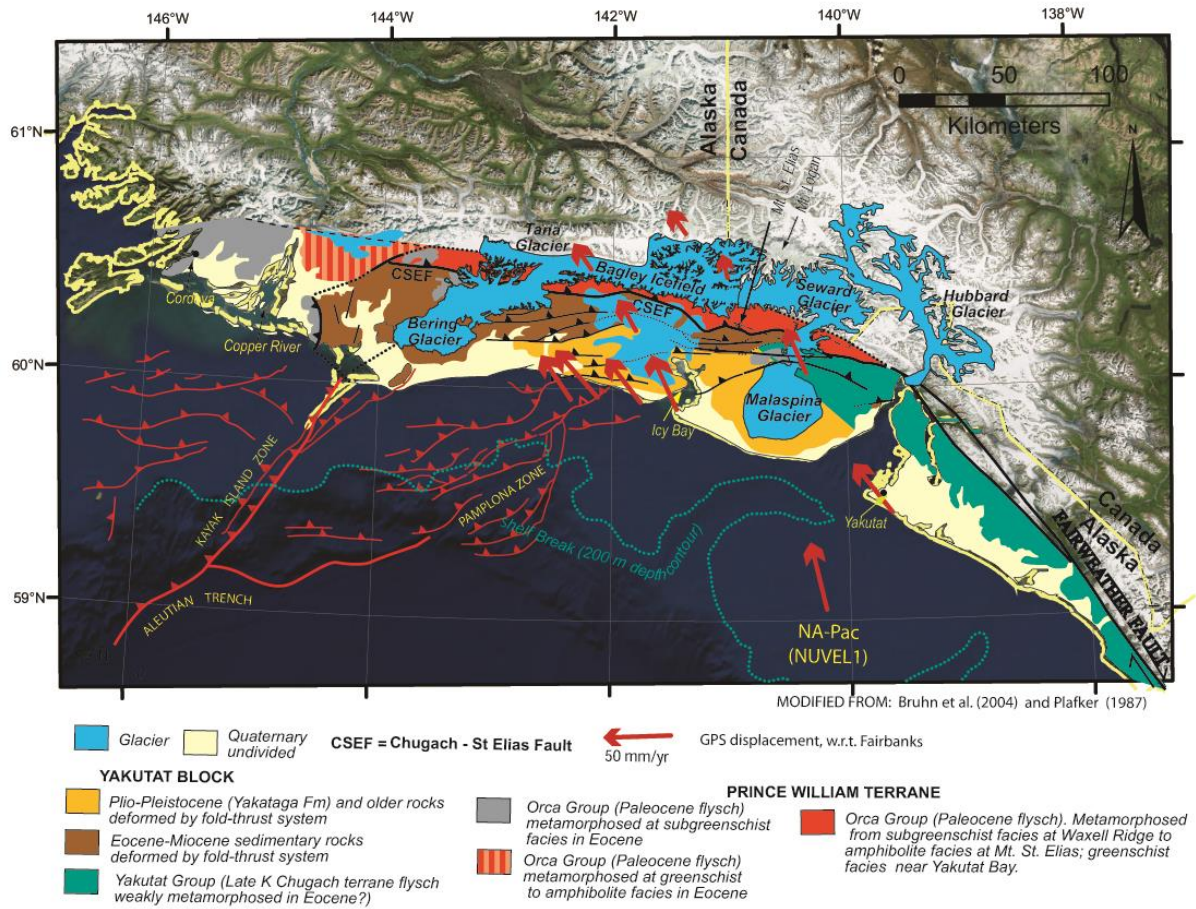 -146°
-144°
-142°
-140°
-138°
61°N
60°N
59°N
Alaska
Canada
0 50 100
Kilometers
N
Mt St. Elias
Mt Logan
Tana
Glacier
Bagley Icefield
CSEF
CSEF
Seward
Glacier
Hubbard
Glacier
Bering
Glacier
Malaspina
Glacier
Cordova
Copper River
Icy Bay
Yakutat
KAYAK ISLAND ZONE
PAMPLONA ZONE
Shelf Break (200 m depth contour)
ALEUTIAN TRENCH
NA-Pac
(NUVEL1)
Canada
Alaska
FAIRWEATHER FAULT
MODIFIED FROM: Bruhn et al. (2004) and Plafker (1987)
Glacier
Quaternary
undivided
CSEF = Chugach - St Elias Fault
50 mm/yr
GPS displacement, w.r.t. Fairbanks
YAKUTAT BLOCK
Plio-Pleistocene (Yakataga Fm) and older rocks
deformed by fold-thrust system
Eocene-Miocene sedimentary rocks
deformed by fold-thrust system
Yakutat Group (Late K Chugach terrane flysch
weakly metamorphosed in Eocene?)
PRINCE WILLIAM TERRANE
Orca Group (Paleocene flysch)
metamorphosed at subgreenschist
facies in Eocene
Orca Group (Paleocene flysch)
metamorphosed at greenschist
to amphibolite facies in Eocene
Orca Group (Paleocene flysch). Metamorphosed
from subgreenschist facies at Waxell Ridge to
amphibolite facies at Mt. St. Elias; greenschist
facies near Yakutat Bay.